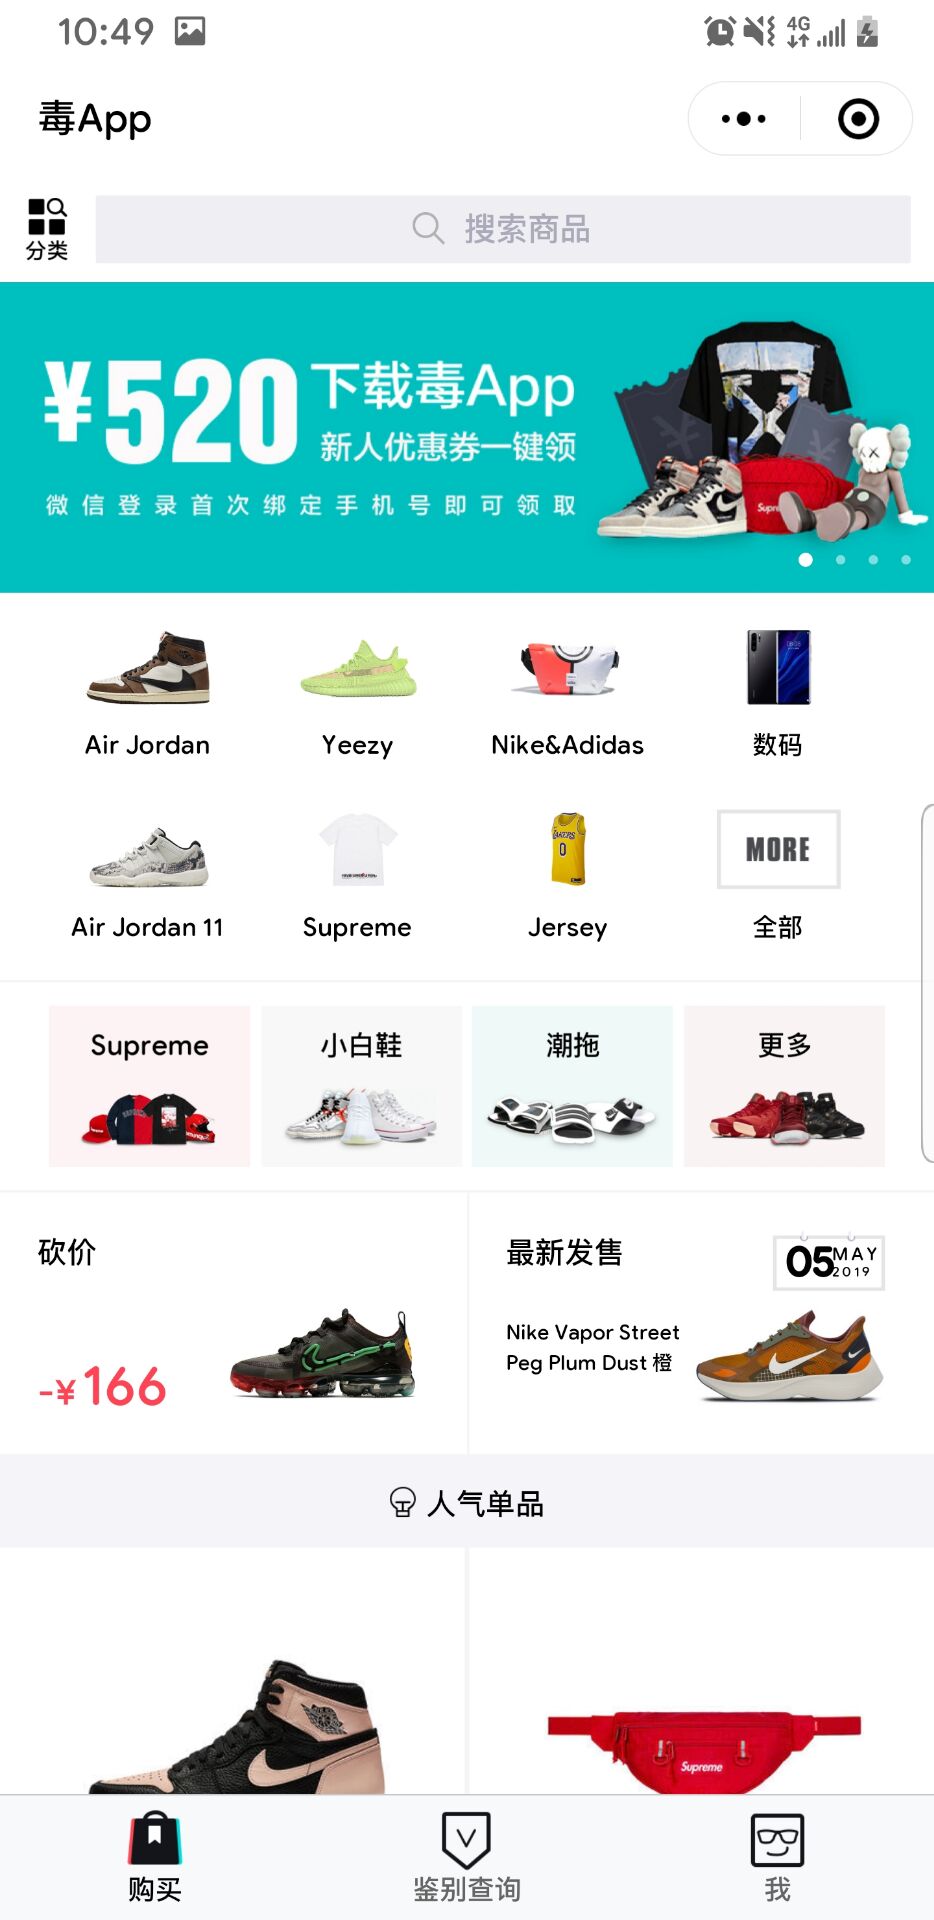 10:49
4G
毒App
分类
搜索商品
¥520
下载毒App
新人优惠券一键领
微信登录首次绑定手机号即可领取
Supre
Air Jordan
Yeezy
Nike&Adidas
数码
MORE
Air Jordan 11
Supreme
Jersey
全部
Supreme
小白鞋
潮拖
更多
砍价
-¥166
最新发售
05 MAY
2019
Nike Vapor Street
Peg Plum Dust 橙
人气单品
Supreme
购买
鉴别查询
我